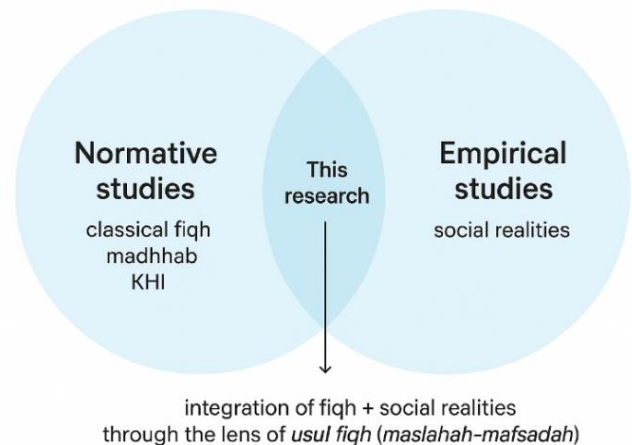 Normative
studies
classical fiqh
madhhab
KHI
This
research
Empirical
studies
social realities
integration of fiqh + social realities
through the lens of usul fiqh (maslahah-mafsadah)